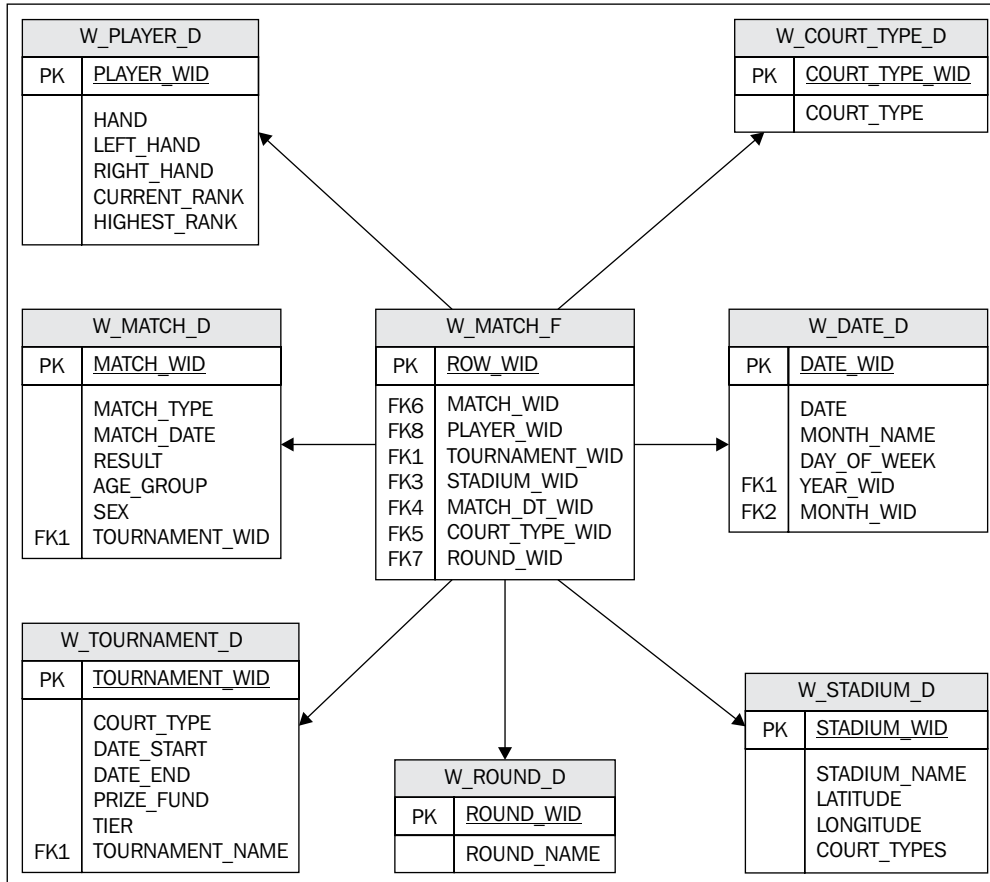 W_PLAYER_D
PK PLAYER_WID
HAND
LEFT_HAND
RIGHT_HAND
CURRENT_RANK
HIGHEST_RANK
W_COURT_TYPE_D
PK COURT_TYPE_WID
COURT_TYPE
W_MATCH_D
PK MATCH_WID
MATCH_TYPE
MATCH_DATE
RESULT
AGE_GROUP
SEX
FK1 TOURNAMENT_WID
W_MATCH_F
PK ROW_WID
FK6 MATCH_WID
FK8 PLAYER_WID
FK1 TOURNAMENT_WID
FK3 STADIUM_WID
FK4 MATCH_DT_WID
FK5 COURT_TYPE_WID
FK7 ROUND_WID
W_DATE_D
PK DATE_WID
DATE
MONTH_NAME
DAY_OF_WEEK
FK1 YEAR_WID
FK2 MONTH_WID
W_TOURNAMENT_D
PK TOURNAMENT_WID
COURT_TYPE
DATE_START
DATE_END
PRIZE_FUND
TIER
FK1 TOURNAMENT_NAME
W_ROUND_D
PK ROUND_WID
ROUND_NAME
W_STADIUM_D
PK STADIUM_WID
STADIUM_NAME
LATITUDE
LONGITUDE
COURT_TYPES